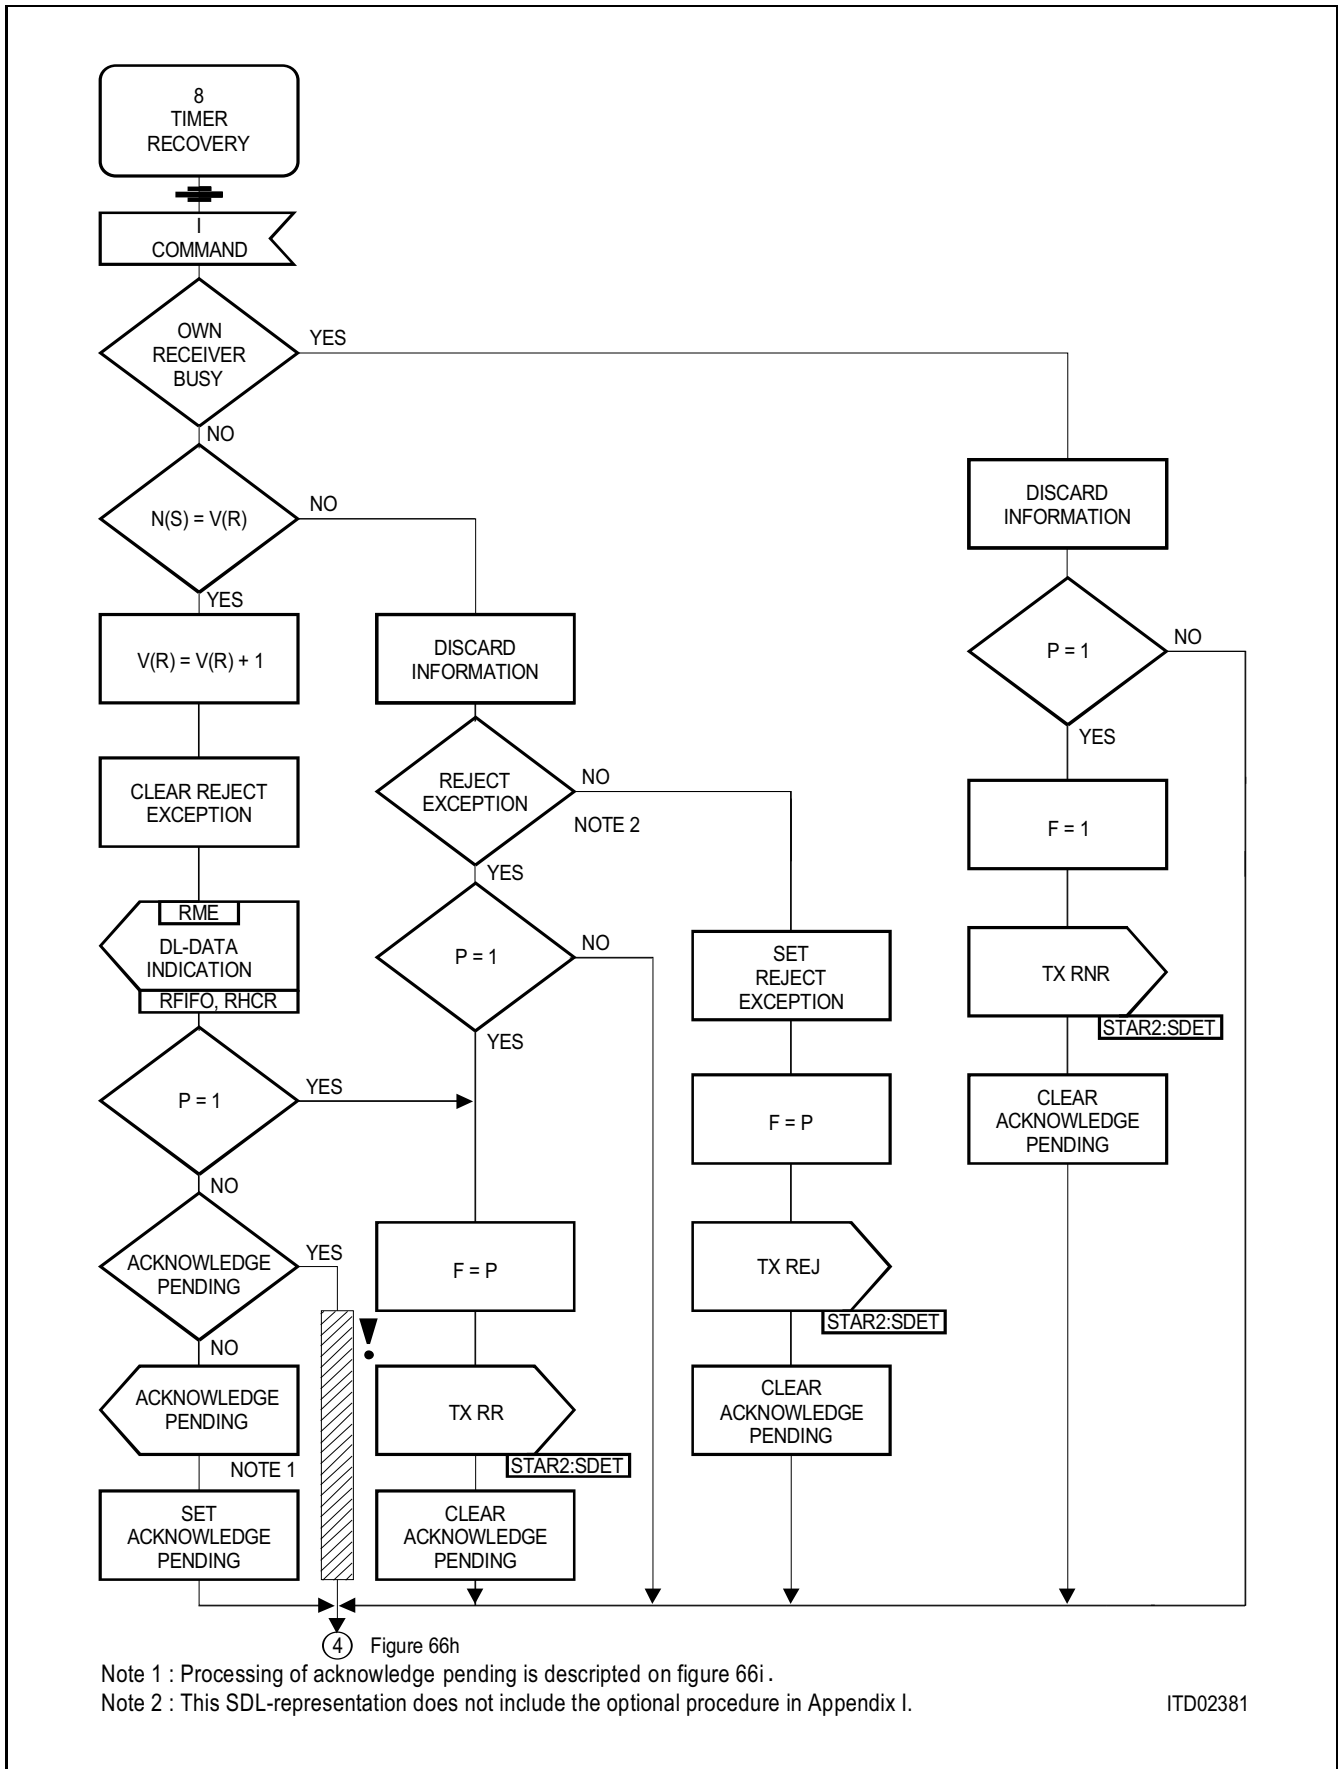 8
TIMER
RECOVERY
I
COMMAND
OWN
RECEIVER
BUSY
YES
NO
N(S) = V(R)
NO
YES
V(R) = V(R) + 1
CLEAR REJECT
EXCEPTION
RME
DL-DATA
INDICATION
RFIFO, RHCR
P = 1
YES
NO
ACKNOWLEDGE
PENDING
YES
NO
!
ACKNOWLEDGE
PENDING
NOTE 1
SET
ACKNOWLEDGE
PENDING
DISCARD
INFORMATION
REJECT
EXCEPTION
NO
NOTE 2
YES
P = 1
NO
YES
F = P
TX RR
STAR2:SDET
CLEAR
ACKNOWLEDGE
PENDING
SET
REJECT
EXCEPTION
F = P
TX REJ
STAR2:SDET
CLEAR
ACKNOWLEDGE
PENDING
DISCARD
INFORMATION
P = 1
NO
YES
F = 1
TX RNR
STAR2:SDET
CLEAR
ACKNOWLEDGE
PENDING
4 Figure 66h
Note 1 : Processing of acknowledge pending is descripted on figure 66i .
Note 2 : This SDL-representation does not include the optional procedure in Appendix I.
ITD02381